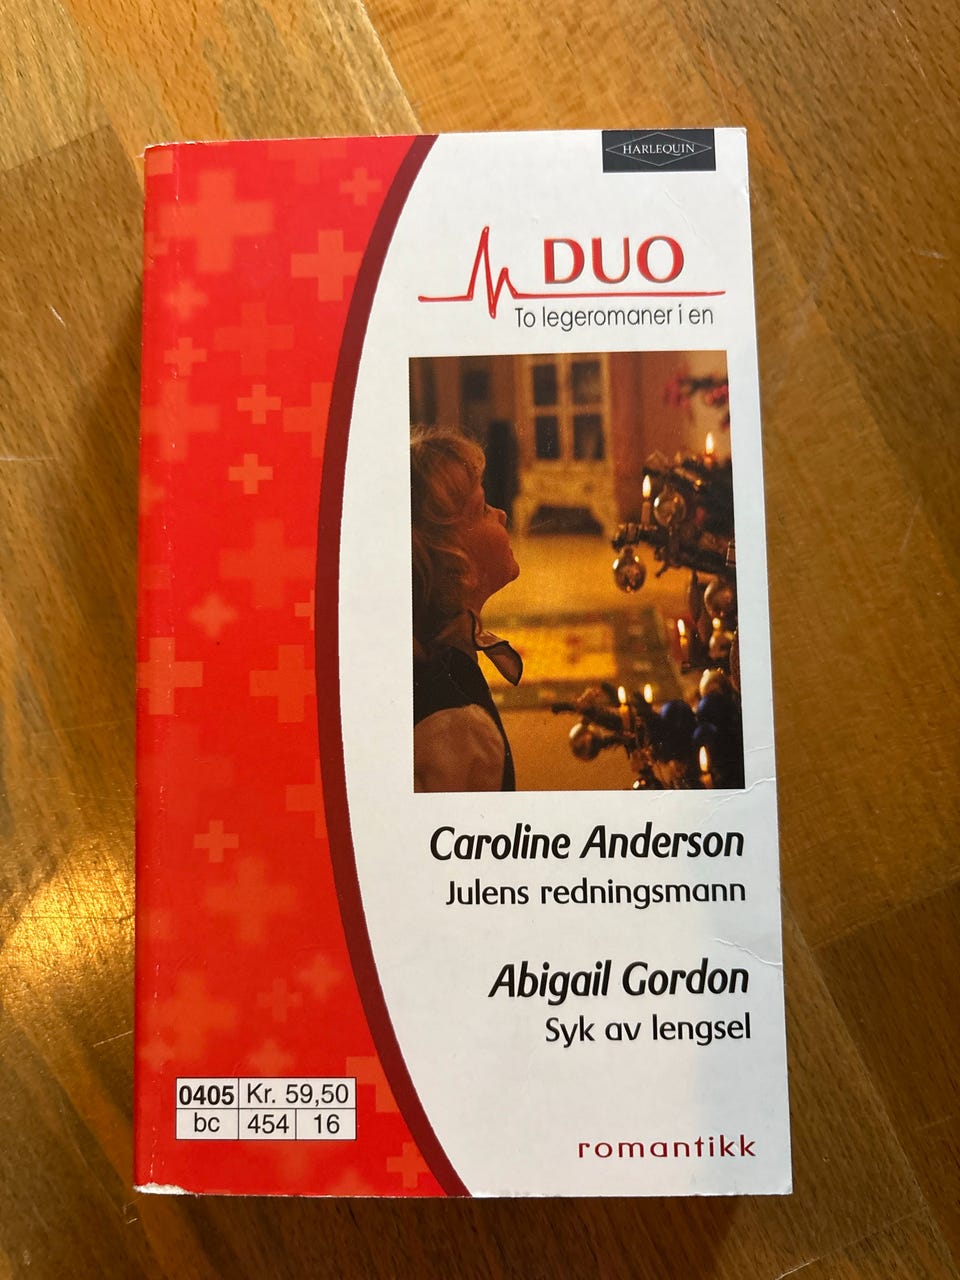 HARLEQUIN
DUO
To legeromaner i en
Caroline Anderson
Julens redningsmann
Abigail Gordon
Syk av lengsel
0405 Kr. 59,50
bc 454 16
romantikk